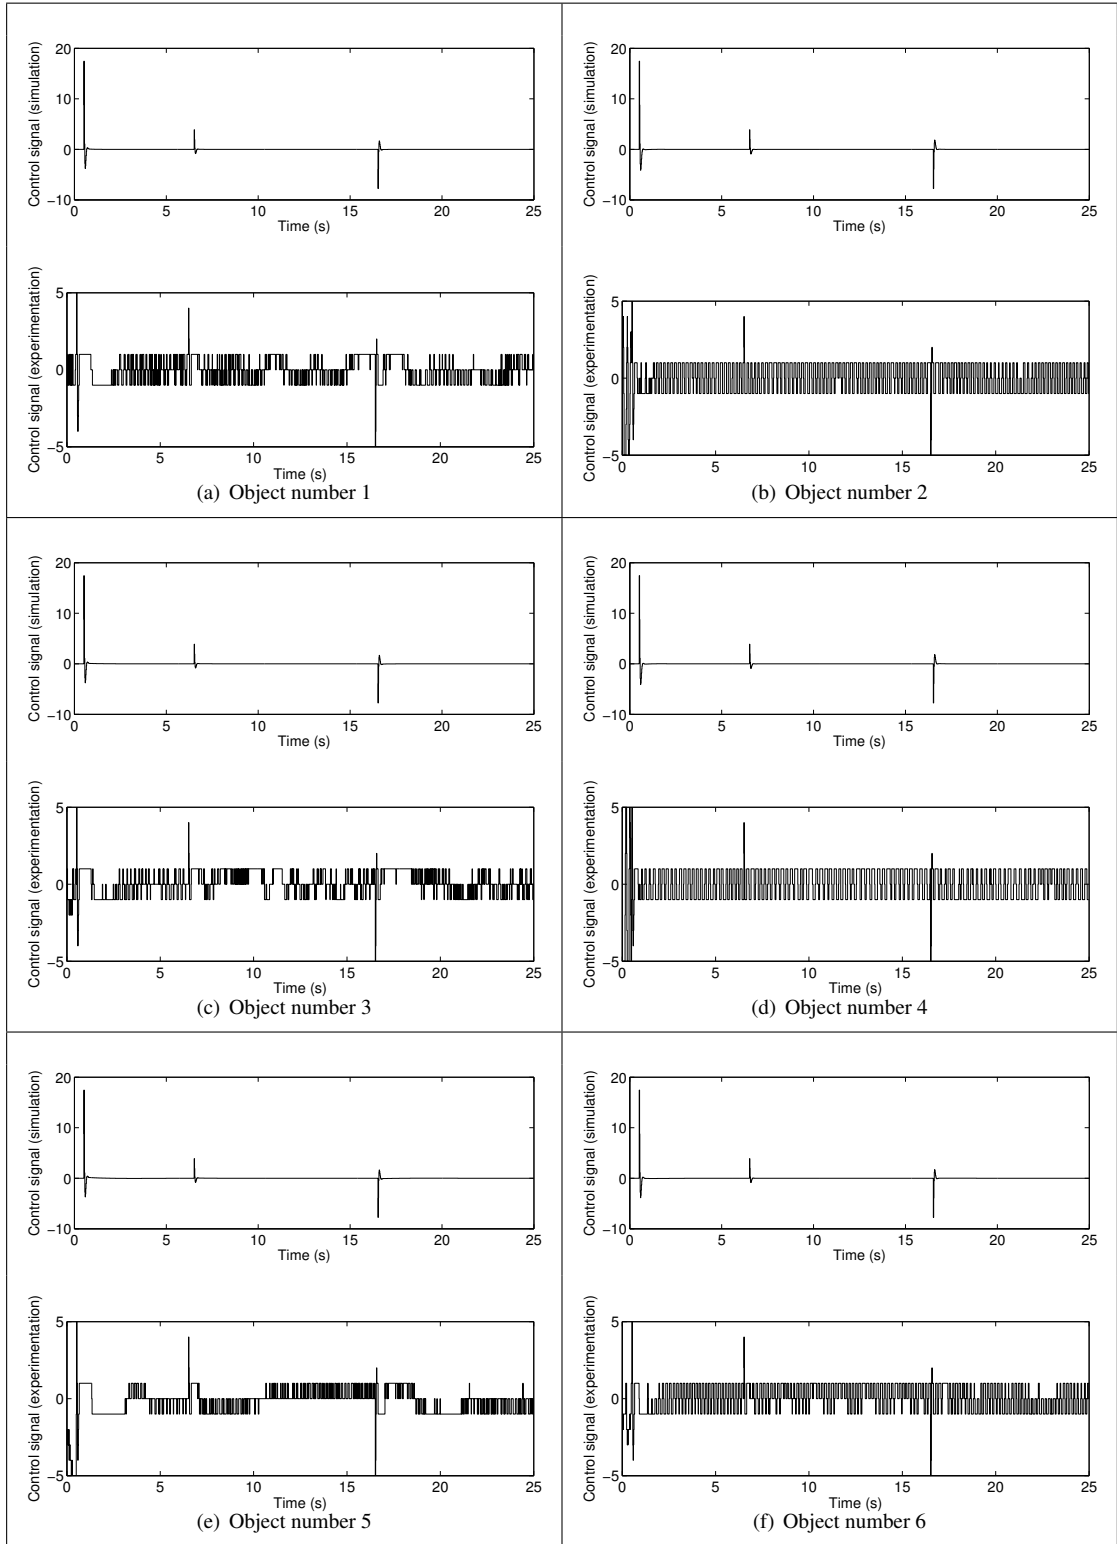 Control signal (simulation)
20
10
0
−10
0 5 10 15 20 25
Time (s)
Control signal (experimentation)
5
0
−5
0 5 10 15 20 25
Time (s)
(a) Object number 1
Control signal (simulation)
20
10
0
−10
0 5 10 15 20 25
Time (s)
Control signal (experimentation)
5
0
−5
0 5 10 15 20 25
Time (s)
(b) Object number 2
Control signal (simulation)
20
10
0
−10
0 5 10 15 20 25
Time (s)
Control signal (experimentation)
5
0
−5
0 5 10 15 20 25
Time (s)
(c) Object number 3
Control signal (simulation)
20
10
0
−10
0 5 10 15 20 25
Time (s)
Control signal (experimentation)
5
0
−5
0 5 10 15 20 25
Time (s)
(d) Object number 4
Control signal (simulation)
20
10
0
−10
0 5 10 15 20 25
Time (s)
Control signal (experimentation)
5
0
−5
0 5 10 15 20 25
Time (s)
(e) Object number 5
Control signal (simulation)
20
10
0
−10
0 5 10 15 20 25
Time (s)
Control signal (experimentation)
5
0
−5
0 5 10 15 20 25
Time (s)
(f) Object number 6